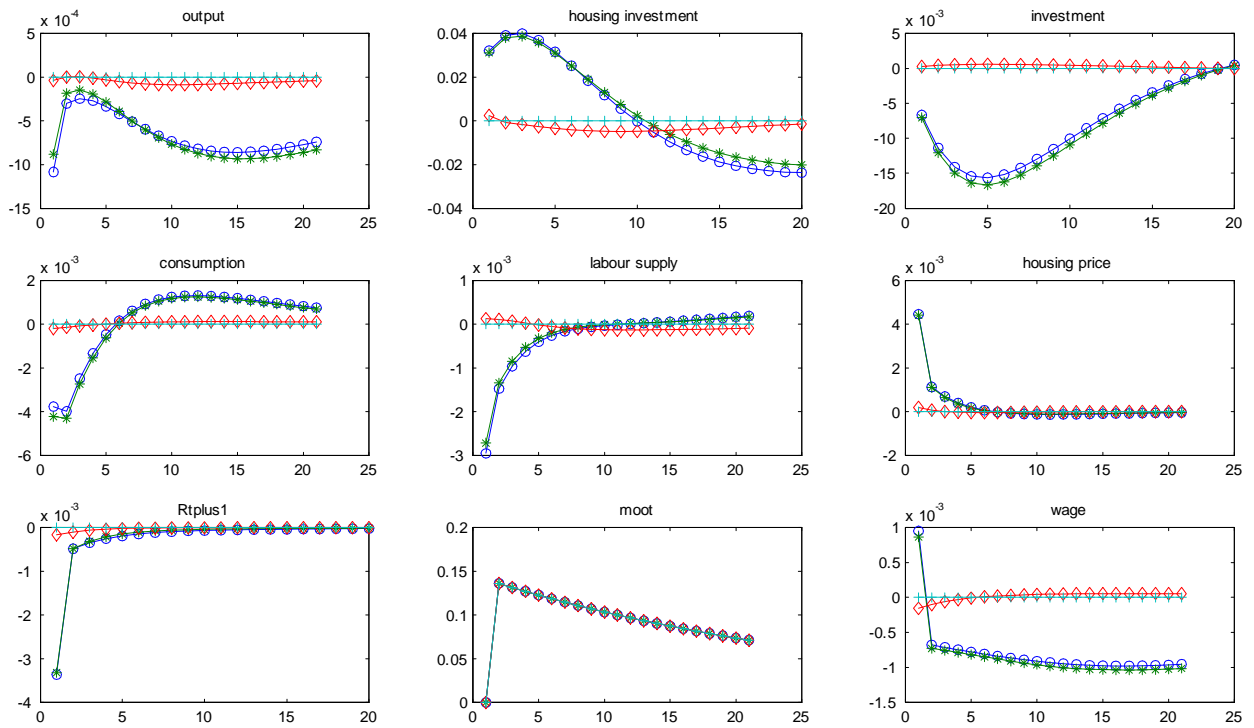 output
x 10^-4
5
0
-5
-10
-15
0 5 10 15 20 25
housing investment
0.04
0.02
0
-0.02
-0.04
0 5 10 15 20
investment
x 10^-3
5
0
-5
-10
-15
-20
0 5 10 15 20
consumption
x 10^-3
2
0
-2
-4
-6
0 5 10 15 20 25
labour supply
x 10^-3
1
0
-1
-2
-3
0 5 10 15 20 25
housing price
x 10^-3
6
4
2
0
-2
0 5 10 15 20 25
Rtplus1
x 10^-3
0
-1
-2
-3
-4
0 5 10 15 20
moot
0.2
0.15
0.1
0.05
0
0 5 10 15 20 25
wage
x 10^-3
1
0.5
0
-0.5
-1
-1.5
0 5 10 15 20 25